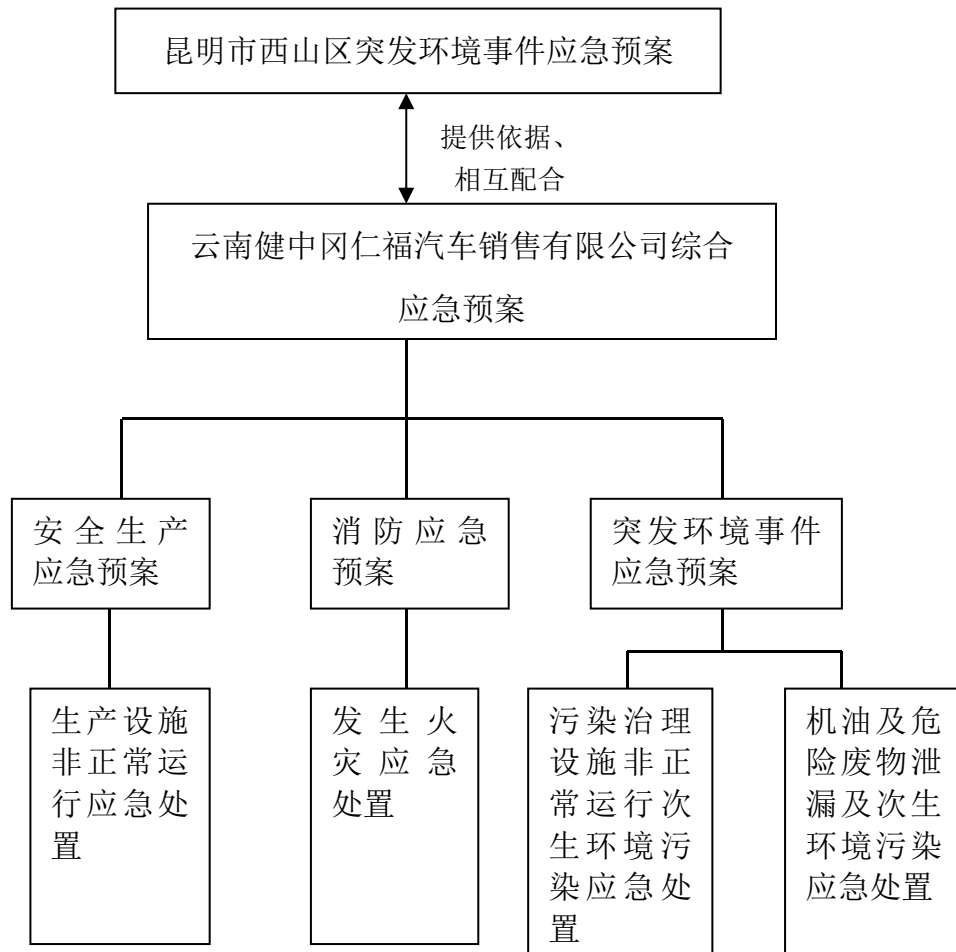 昆明市西山区突发环境事件应急预案
提供依据、
相互配合
云南健中冈仁福汽车销售有限公司综合
应急预案
安全生产
应急预案
消防应急
预案
突发环境事件
应急预案
生产设施
非正常运
行应急处
置
发生火
灾应急
处置
污染治理
设施非正
常运行次
生环境污
染应急处
置
机油及危
险废物泄
漏及次生
环境污染
应急处置